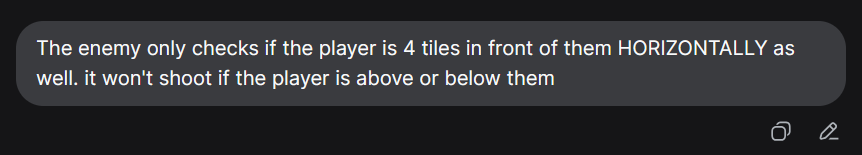 The enemy only checks if the player is 4 tiles in front of them HORIZONTALLY as
well. it won't shoot if the player is above or below them